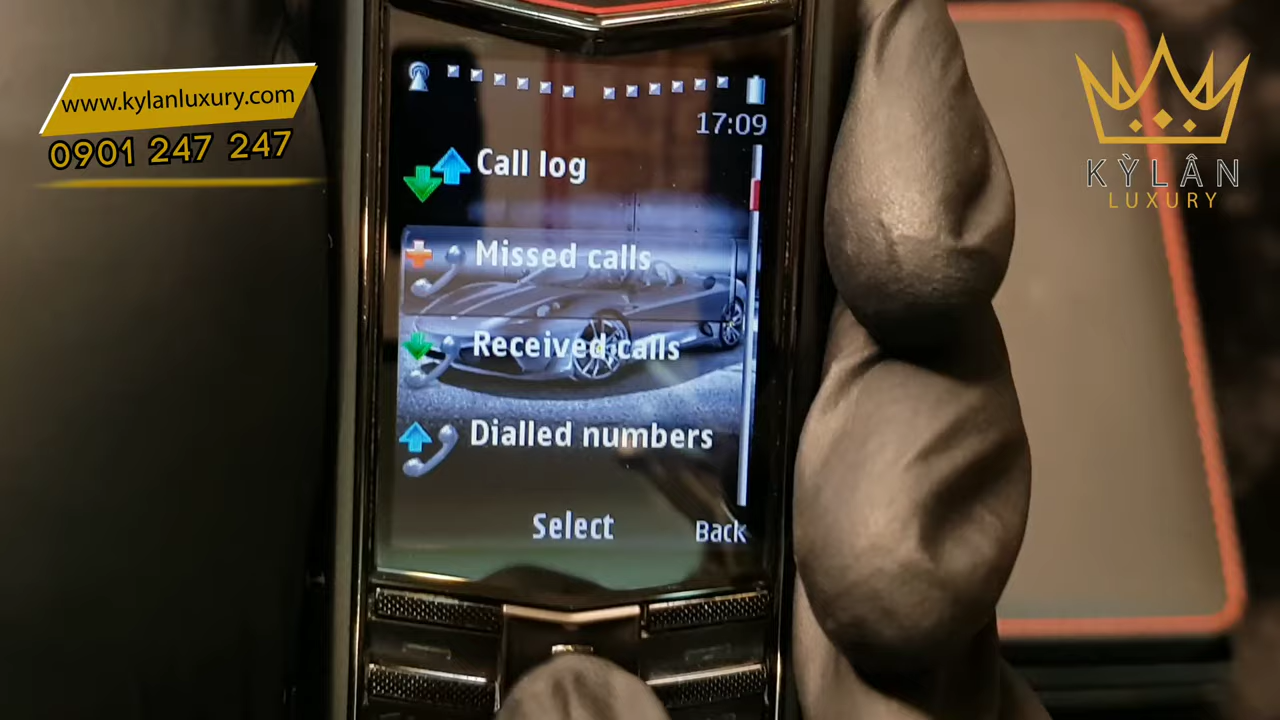 www.kylanluxury.com
0901 247 247
KỲLÂN
LUXURY
17:09
Call log
Missed calls
Received calls
Dialled numbers
Select
Back